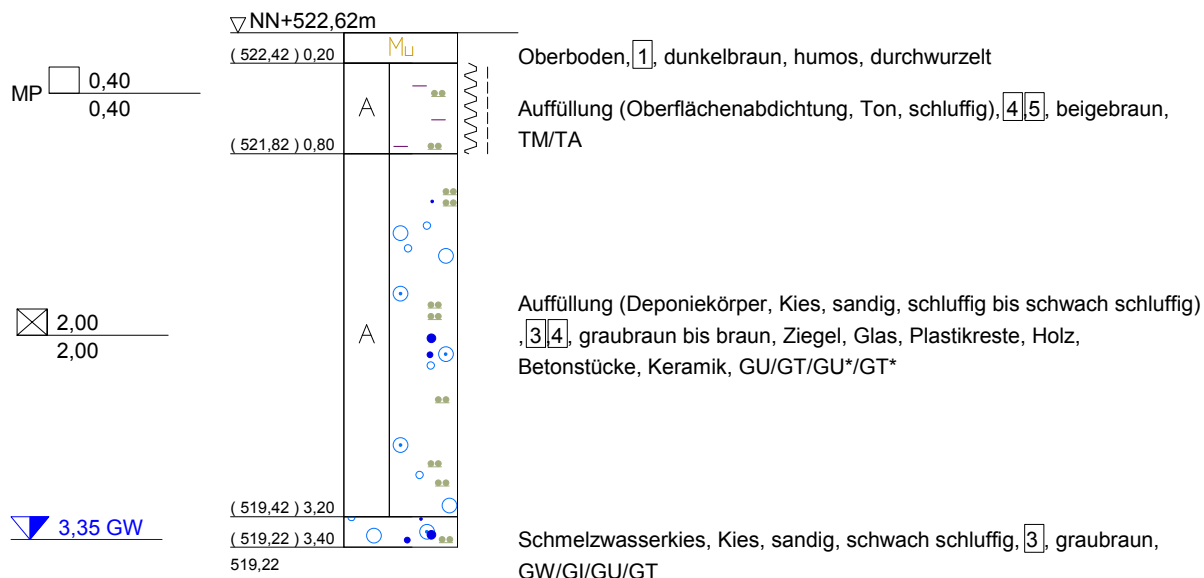 NN+522,62m
Mu
( 522,42 ) 0,20
Oberboden, 1, dunkelbraun, humos, durchwurzelt
MP 0,40
0,40
A
Auffüllung (Oberflächenabdichtung, Ton, schluffig), 4, 5, beigebraun,
TM/TA
( 521,82 ) 0,80
2,00
2,00
A
Auffüllung (Deponiekörper, Kies, sandig, schluffig bis schwach schluffig)
, 3, 4, graubraun bis braun, Ziegel, Glas, Plastikreste, Holz,
Betonstücke, Keramik, GU/GT/GU*/GT*
( 519,42 ) 3,20
3,35 GW
( 519,22 ) 3,40
519,22
Schmelzwasserkies, Kies, sandig, schwach schluffig, 3, graubraun,
GW/GI/GU/GT